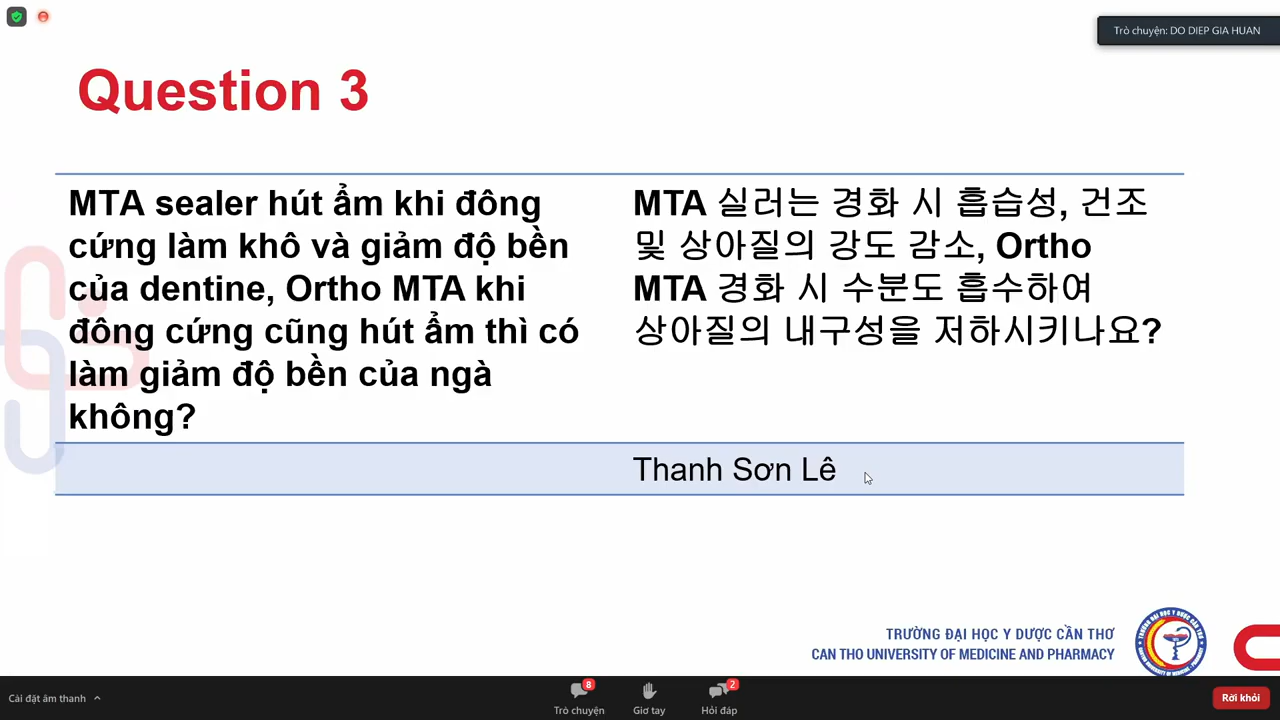 Trò chuyện: DO DIEP GIA HUAN
Question 3
MTA sealer hút ẩm khi đông
cứng làm khô và giảm độ bền
của dentine, Ortho MTA khi
đông cứng cũng hút ẩm thì có
làm giảm độ bền của ngà
không?
MTA 실러는 경화 시 흡습성, 건조
및 상아질의 강도 감소, Ortho
MTA 경화 시 수분도 흡수하여
상아질의 내구성을 저하시키나요?
Thanh Sơn Lê
TRƯỜNG ĐẠI HỌC Y DƯỢC CẦN THƠ
CAN THO UNIVERSITY OF MEDICINE AND PHARMACY
Cài đặt âm thanh
8
Trò chuyện
Giơ tay
2
Hỏi đáp
Rời khỏi